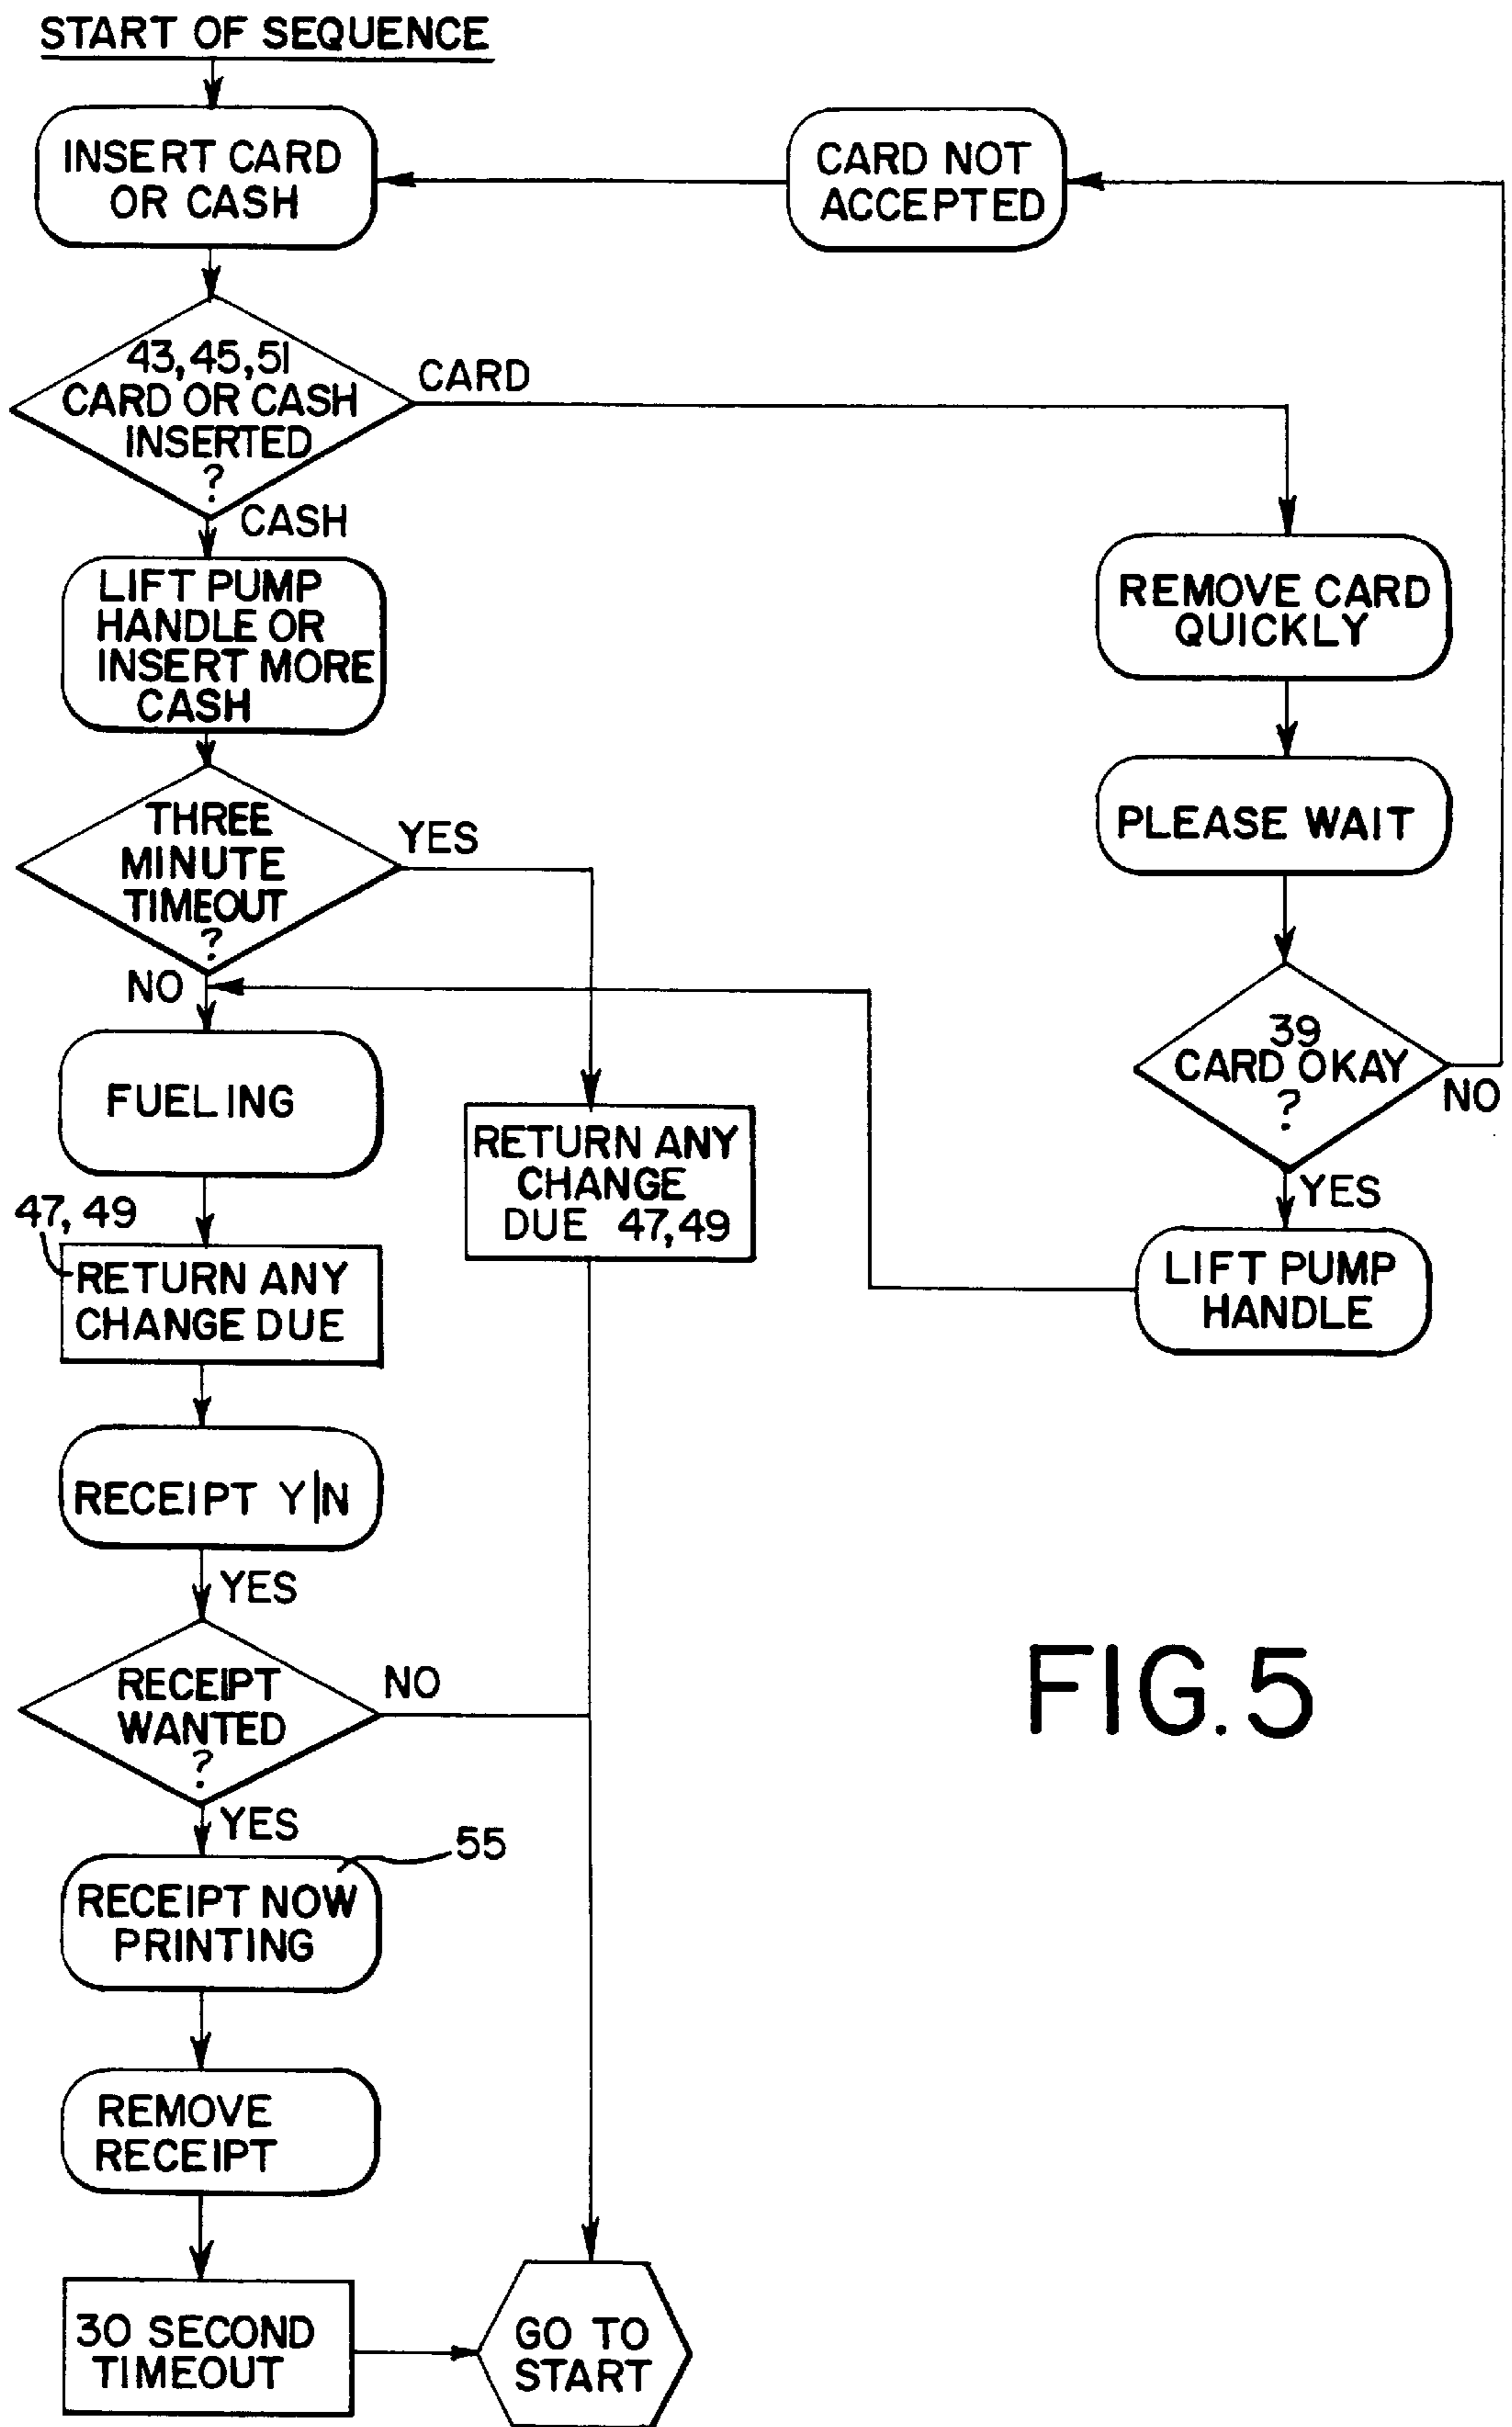 START OF SEQUENCE
INSERT CARD
OR CASH
CARD NOT
ACCEPTED
43,45,51
CARD OR CASH
INSERTED
?
CARD
CASH
LIFT PUMP
HANDLE OR
INSERT MORE
CASH
REMOVE CARD
QUICKLY
THREE
MINUTE
TIMEOUT
?
YES
NO
PLEASE WAIT
39
CARD OKAY
?
NO
YES
LIFT PUMP
HANDLE
FUELING
RETURN ANY
CHANGE
DUE 47,49
47, 49
RETURN ANY
CHANGE DUE
RECEIPT Y|N
YES
RECEIPT
WANTED
?
NO
YES
55
RECEIPT NOW
PRINTING
REMOVE
RECEIPT
30 SECOND
TIMEOUT
GO TO
START
FIG.5